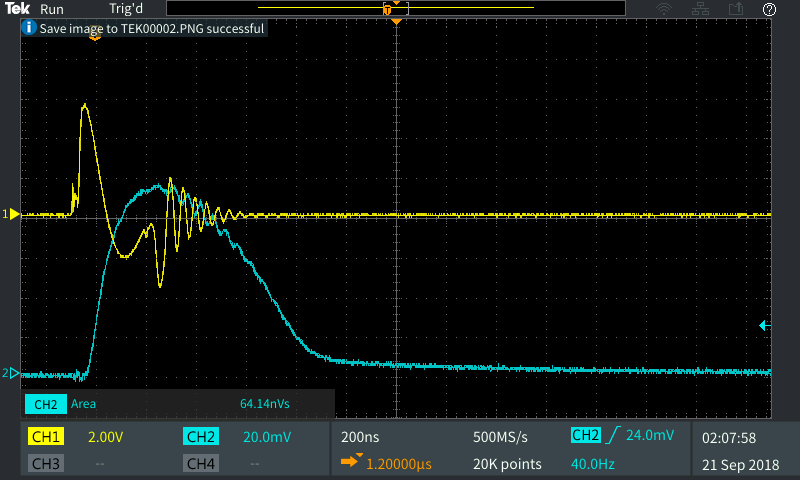 Tek Run Trig'd
Save image to TEK00002.PNG successful
1
2
CH2 Area 64.14nVs
CH1 2.00V CH2 20.0mV 200ns 500MS/s CH2 24.0mV 02:07:58
CH3 -- CH4 -- 1.20000µs 20K points 40.0Hz 21 Sep 2018